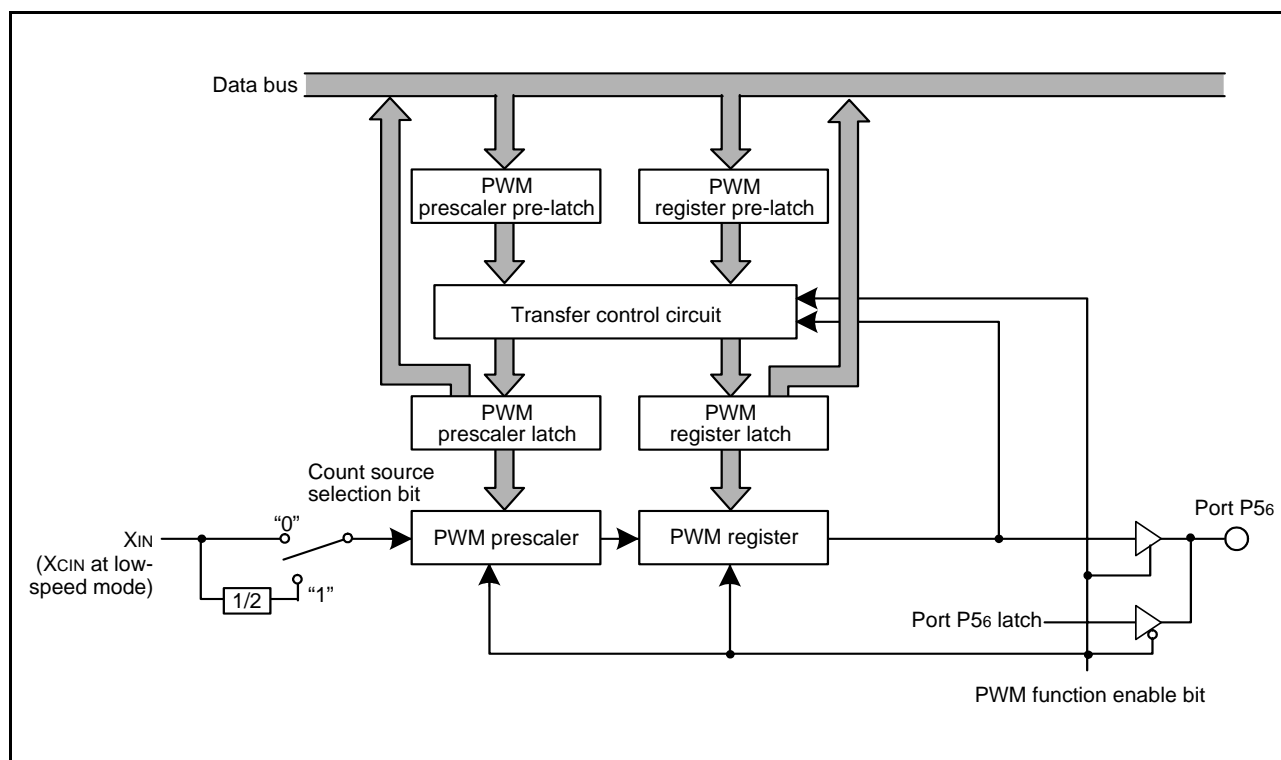 Data bus
PWM
prescaler pre-latch
PWM
register pre-latch
Transfer control circuit
PWM
prescaler latch
PWM
register latch
Count source
selection bit
Port P56
XIN
(XCIN at low-
speed mode)
“0”
PWM prescaler
PWM register
1/2
“1”
Port P56 latch
PWM function enable bit